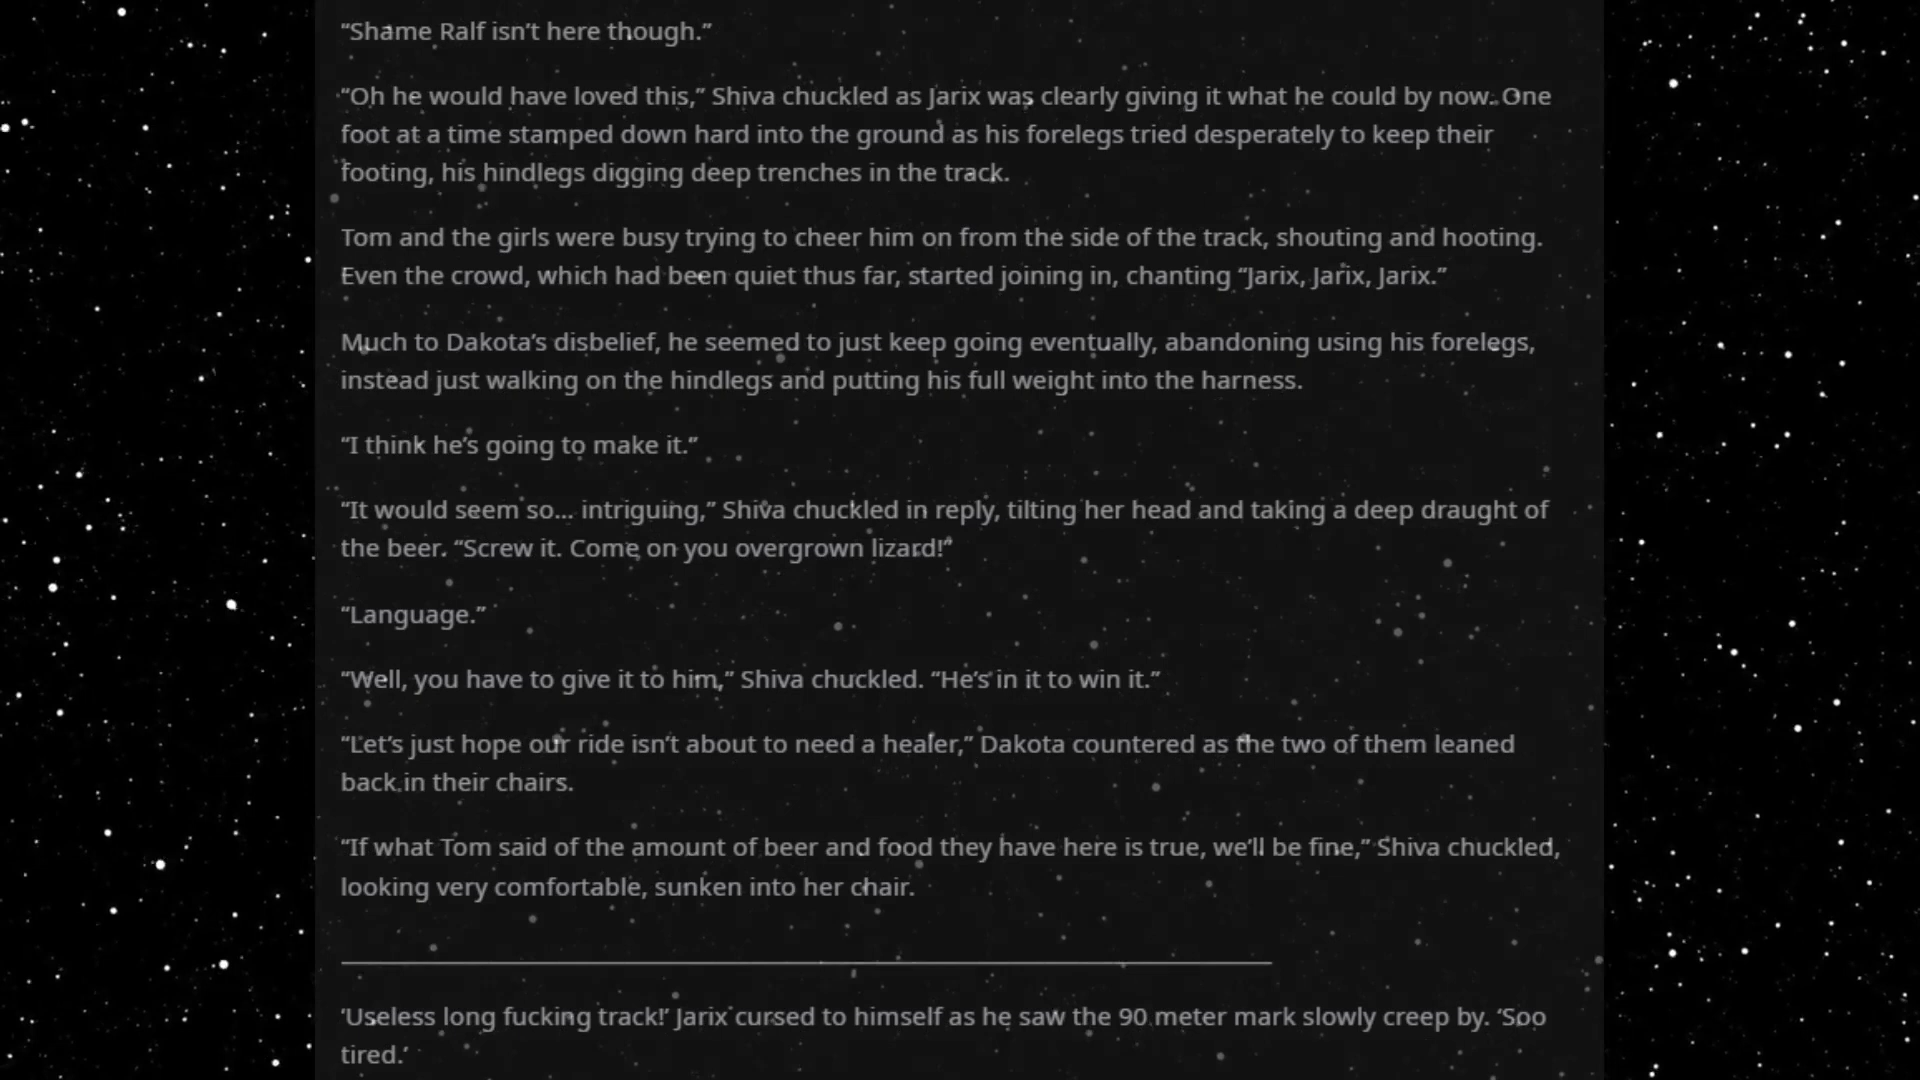 “Shame Ralf isn’t here though.”
“Oh he would have loved this,” Shiva chuckled as Jarix was clearly giving it what he could by now. One
foot at a time stamped down hard into the ground as his forelegs tried desperately to keep their
footing, his hindlegs digging deep trenches in the track.
Tom and the girls were busy trying to cheer him on from the side of the track, shouting and hooting.
Even the crowd, which had been quiet thus far, started joining in, chanting “Jarix, Jarix, Jarix.”
Much to Dakota’s disbelief, he seemed to just keep going eventually, abandoning using his forelegs,
instead just walking on the hindlegs and putting his full weight into the harness.
“I think he’s going to make it.”
“It would seem so… intriguing,” Shiva chuckled in reply, tilting her head and taking a deep draught of
the beer. “Screw it. Come on you overgrown lizard!”
“Language.”
“Well, you have to give it to him,” Shiva chuckled. “He’s in it to win it.”
“Let’s just hope our ride isn’t about to need a healer,” Dakota countered as the two of them leaned
back in their chairs.
“If what Tom said of the amount of beer and food they have here is true, we’ll be fine,” Shiva chuckled,
looking very comfortable, sunken into her chair.
‘Useless long fucking track!’ Jarix cursed to himself as he saw the 90 meter mark slowly creep by. ‘Soo
tired.’